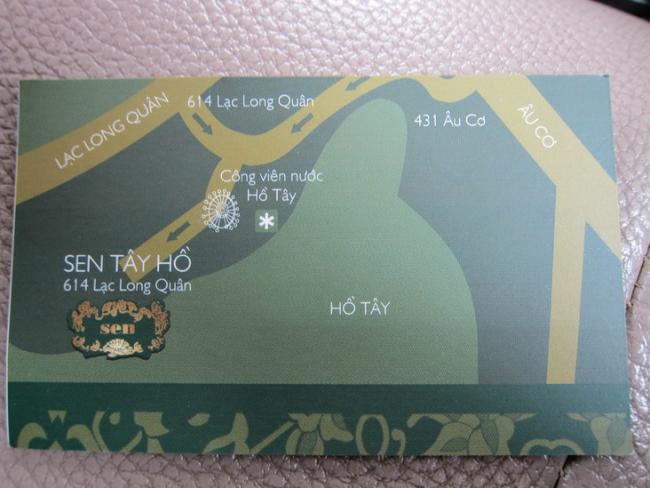 LẠC LONG QUÂN
614 Lạc Long Quân
431 Âu Cơ
ÂU CƠ
Công viên nước
Hồ Tây
SEN TÂY HỒ
614 Lạc Long Quân
sen
HỒ TÂY